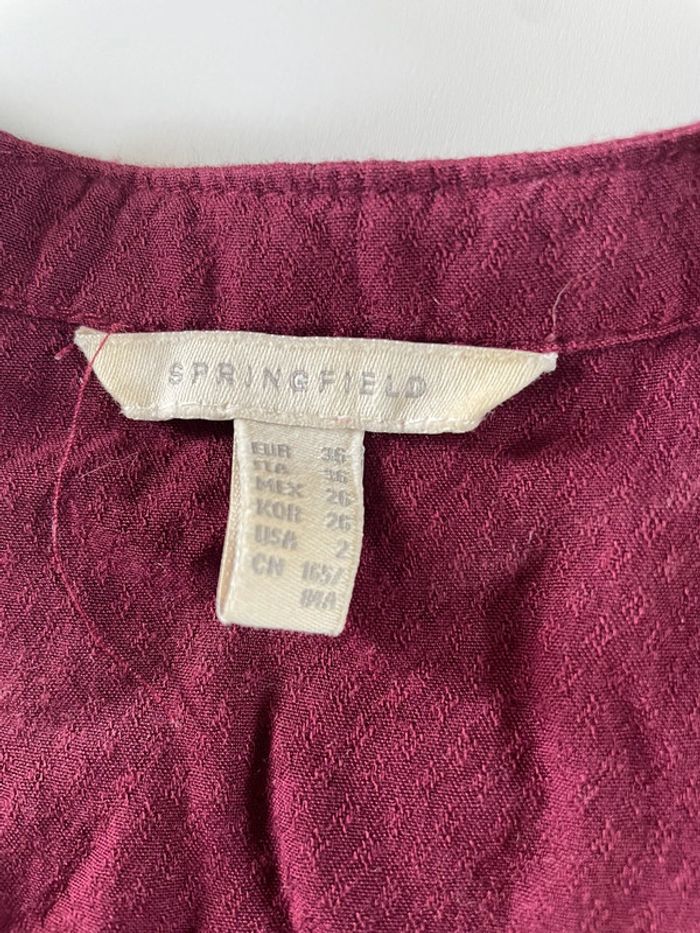 SPRINGFIELD
EUR 36
ITA 36
MEX 26
KOR 26
USA 2
CN 165/
84A